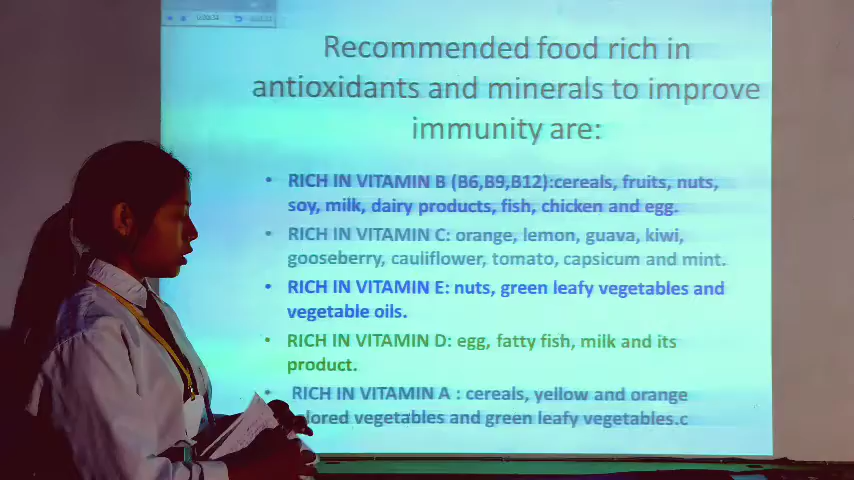 Recommended food rich in
antioxidants and minerals to improve
immunity are:
• RICH IN VITAMIN B (B6,B9,B12):cereals, fruits, nuts,
soy, milk, dairy products, fish, chicken and egg.
• RICH IN VITAMIN C: orange, lemon, guava, kiwi,
gooseberry, cauliflower, tomato, capsicum and mint.
• RICH IN VITAMIN E: nuts, green leafy vegetables and
vegetable oils.
• RICH IN VITAMIN D: egg, fatty fish, milk and its
product.
• RICH IN VITAMIN A : cereals, yellow and orange
lored vegetables and green leafy vegetables.c